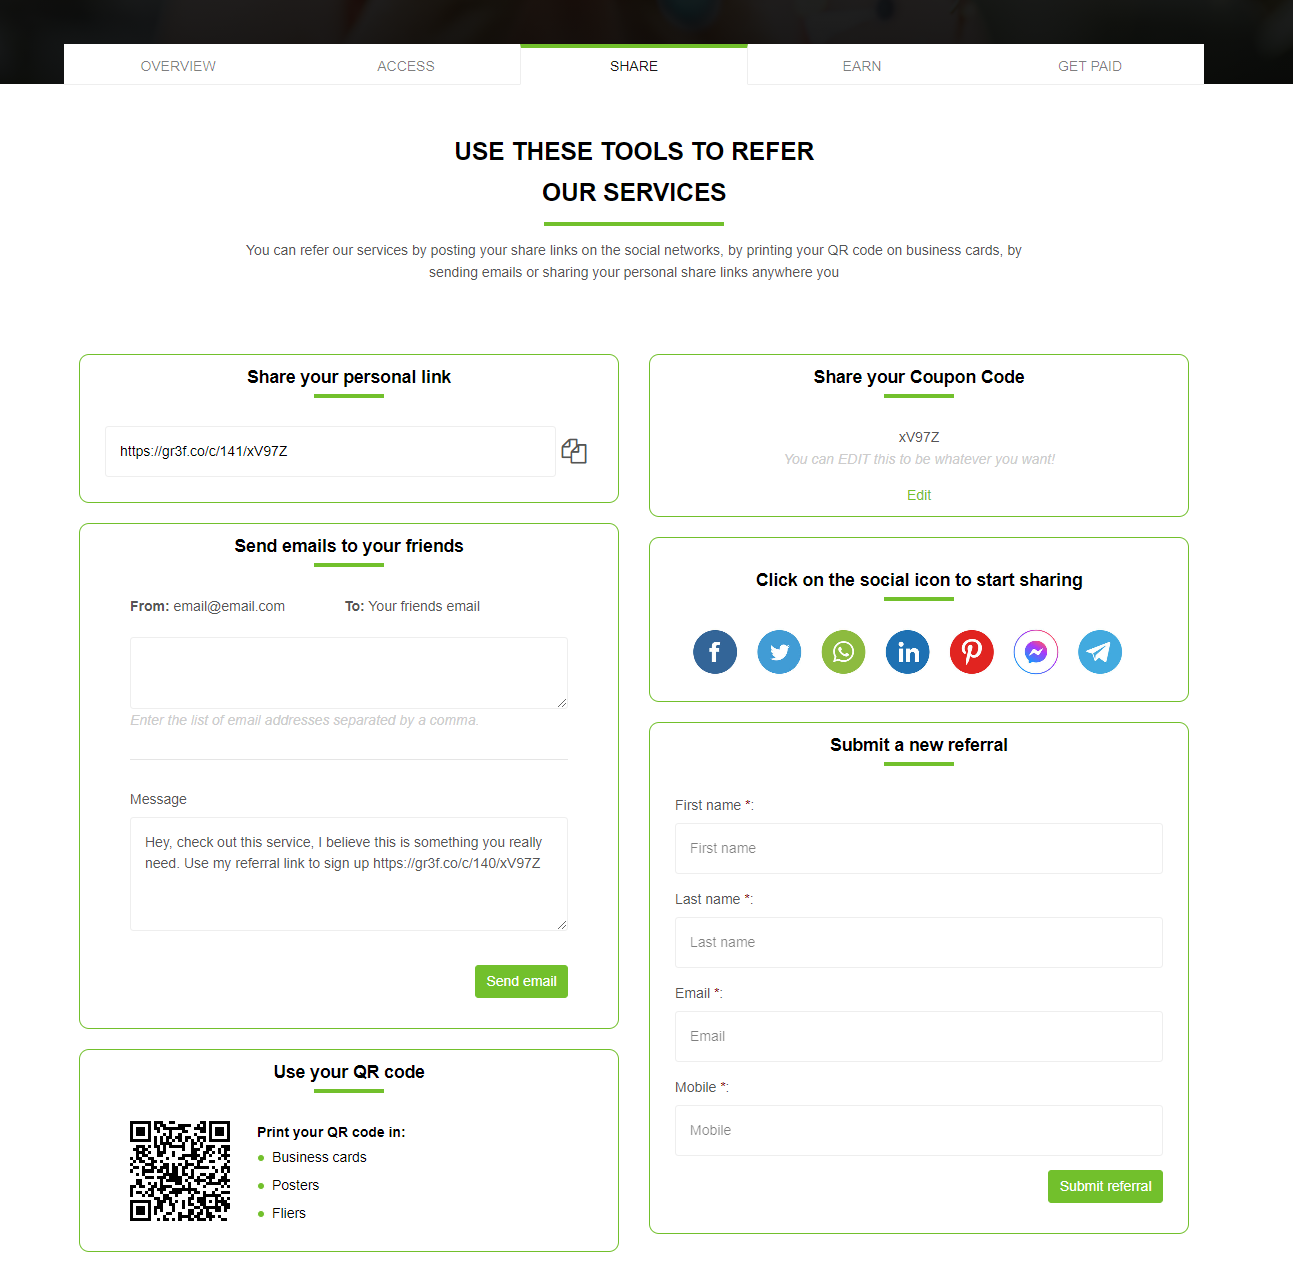 OVERVIEW
ACCESS
SHARE
EARN
GET PAID
USE THESE TOOLS TO REFER
OUR SERVICES
You can refer our services by posting your share links on the social networks, by printing your QR code on business cards, by
sending emails or sharing your personal share links anywhere you
Share your personal link
https://gr3f.co/c/141/xV97Z
Send emails to your friends
From: email@email.com
To: Your friends email
Enter the list of email addresses separated by a comma.
Message
Hey, check out this service, I believe this is something you really
need. Use my referral link to sign up https://gr3f.co/c/140/xV97Z
Send email
Use your QR code
Print your QR code in:
Business cards
Posters
Fliers
Share your Coupon Code
xV97Z
You can EDIT this to be whatever you want!
Edit
Click on the social icon to start sharing
Submit a new referral
First name *:
First name
Last name *:
Last name
Email *:
Email
Mobile *:
Mobile
Submit referral